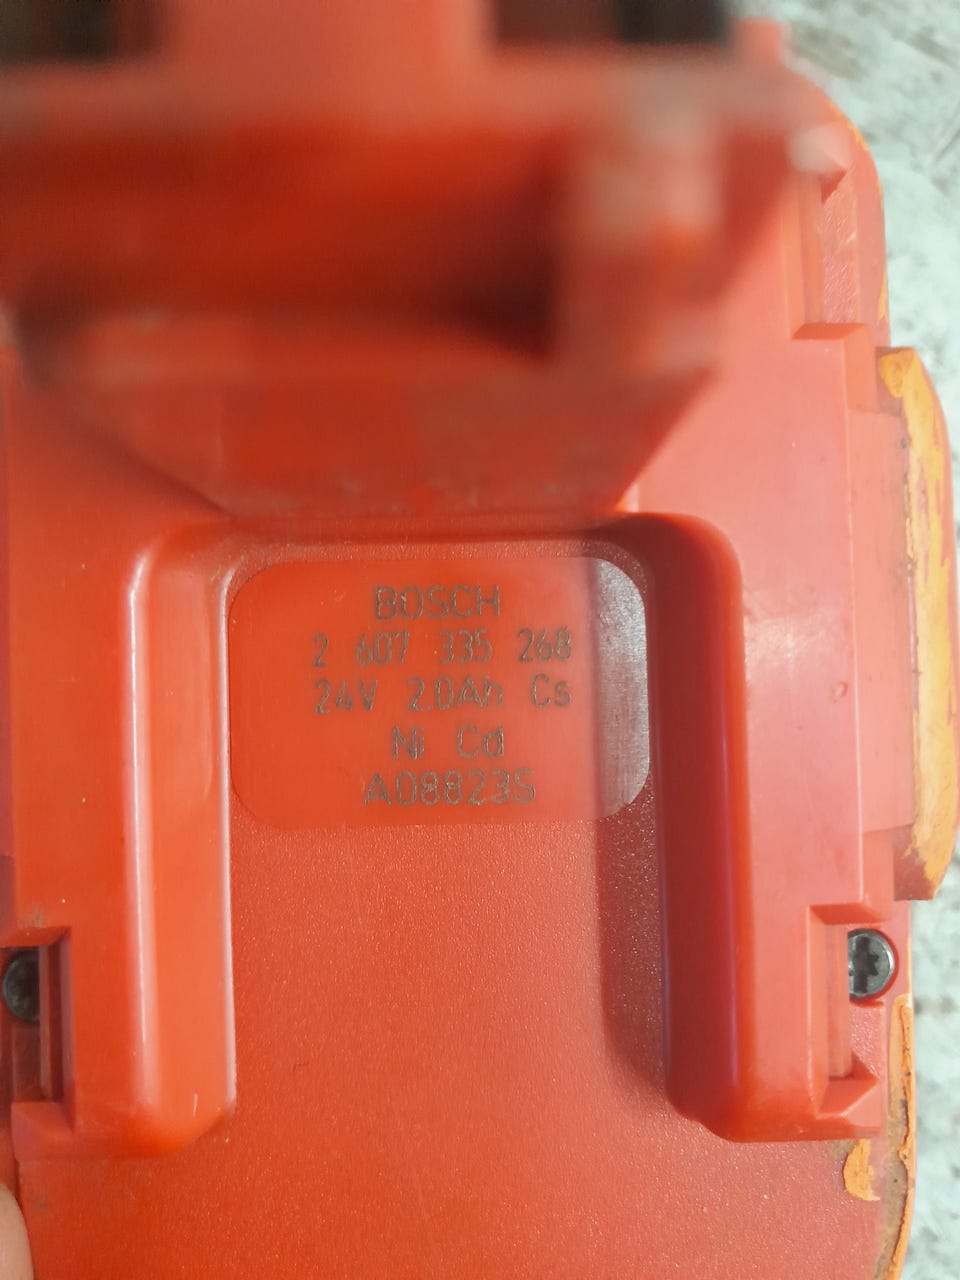 BOSCH
2 607 335 268
24V 2.0Ah Cs
Ni Cd
A08823S